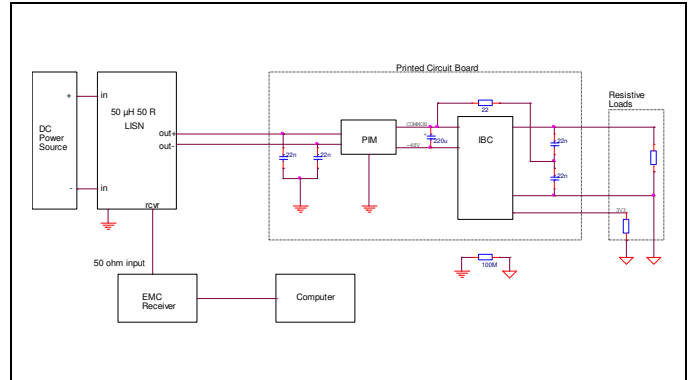 Printed Circuit Board
Resistive
Loads
DC
Power
Source
+
-
in
in
50 µH 50 R
LISN
out+
out-
rcvr
22n
22n
PIM
COMMON
-48V
+
220u
22
IBC
22n
22n
3V3
100M
50 ohm input
EMC
Receiver
Computer